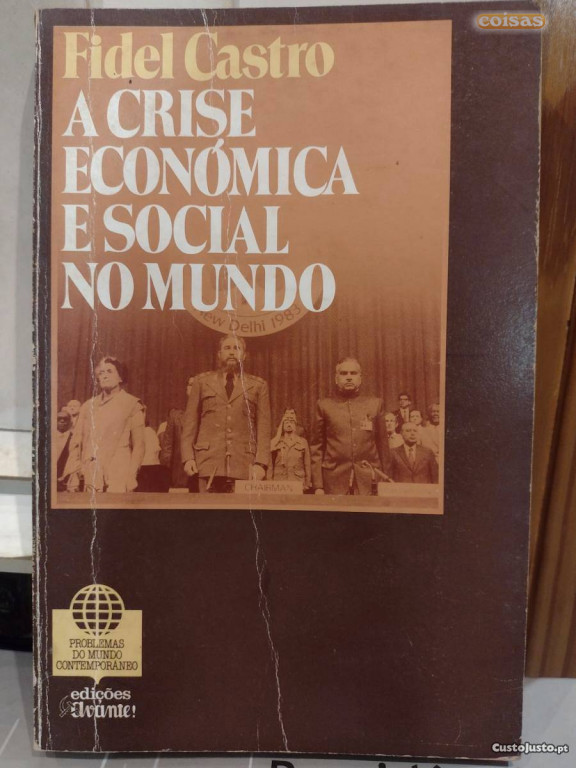 coisas
Fidel Castro
A CRISE
ECONÓMICA
E SOCIAL
NO MUNDO
New Delhi 1983
CHAIRMAN
PROBLEMAS
DO MUNDO
CONTEMPORÂNEO
edições
Avante!
CustoJusto.pt